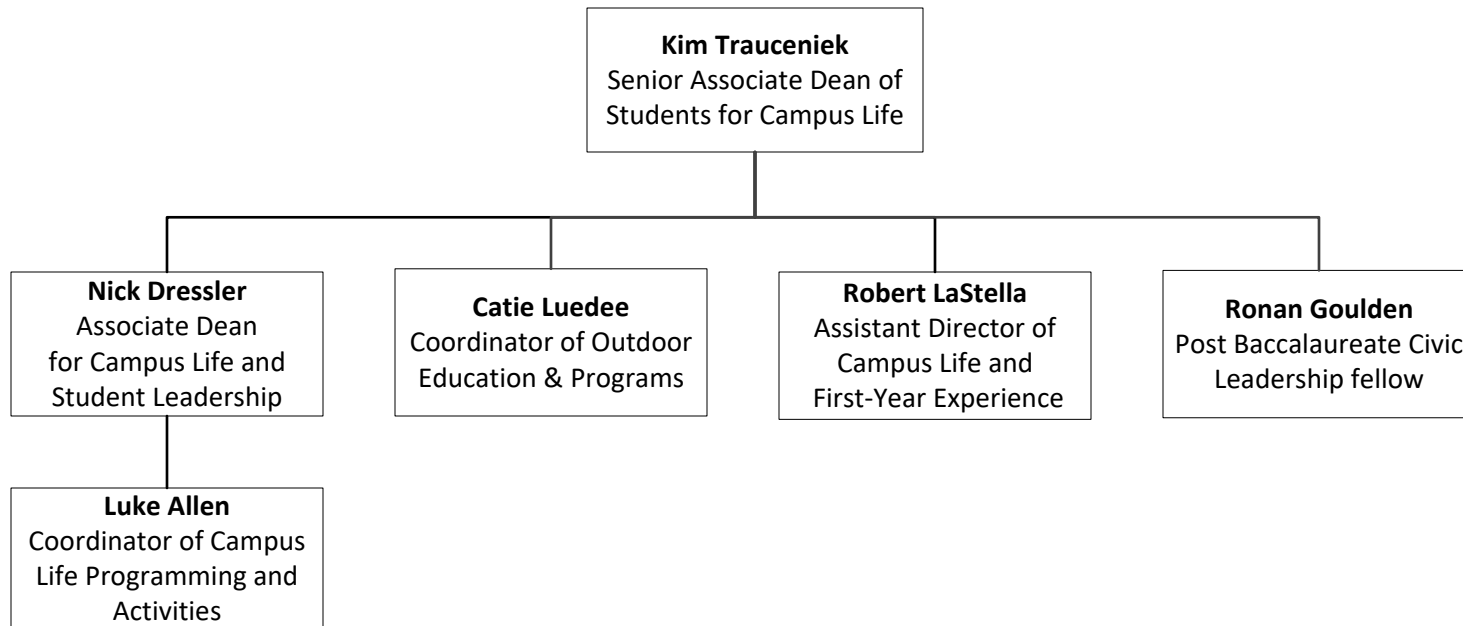 Kim Trauceniek
Senior Associate Dean of
Students for Campus Life
Nick Dressler
Associate Dean
for Campus Life and
Student Leadership
Catie Luedee
Coordinator of Outdoor
Education & Programs
Robert LaStella
Assistant Director of
Campus Life and
First-Year Experience
Ronan Goulden
Post Baccalaureate Civic
Leadership fellow
Luke Allen
Coordinator of Campus
Life Programming and
Activities